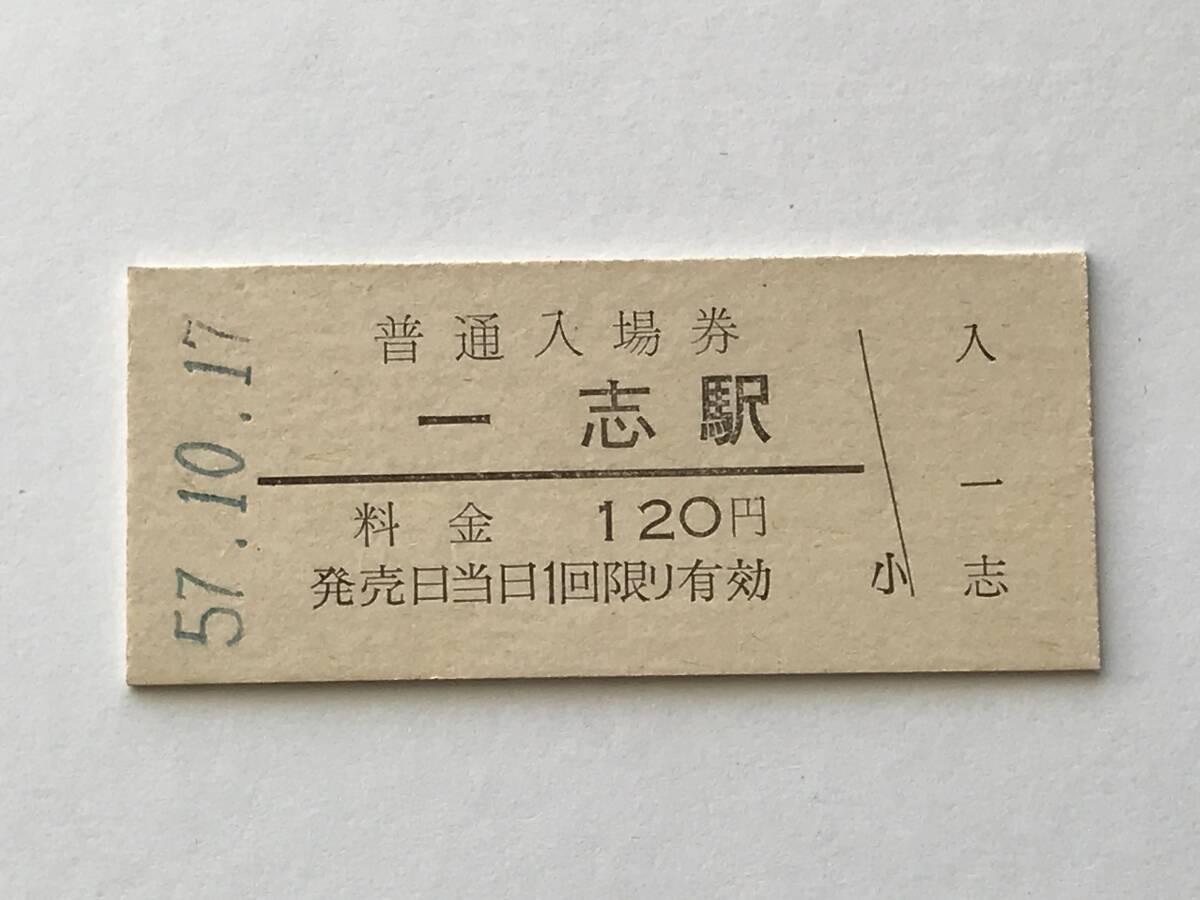 57.10.17
普通入場券
一志駅
料金 120円
発売日当日1回限り有効
小
入
一志